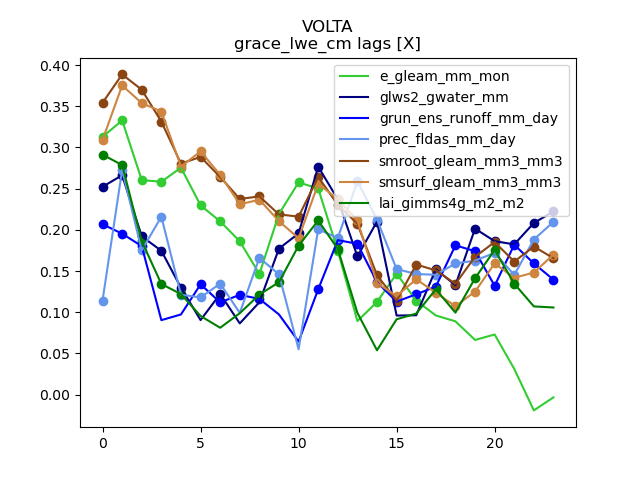 VOLTA
grace_lwe_cm lags [X]
0.40
0.35
0.30
0.25
0.20
0.15
0.10
0.05
0.00
0
5
10
15
20
e_gleam_mm_mon
glws2_gwater_mm
grun_ens_runoff_mm_day
prec_fldas_mm_day
smroot_gleam_mm3_mm3
smsurf_gleam_mm3_mm3
lai_gimms4g_m2_m2